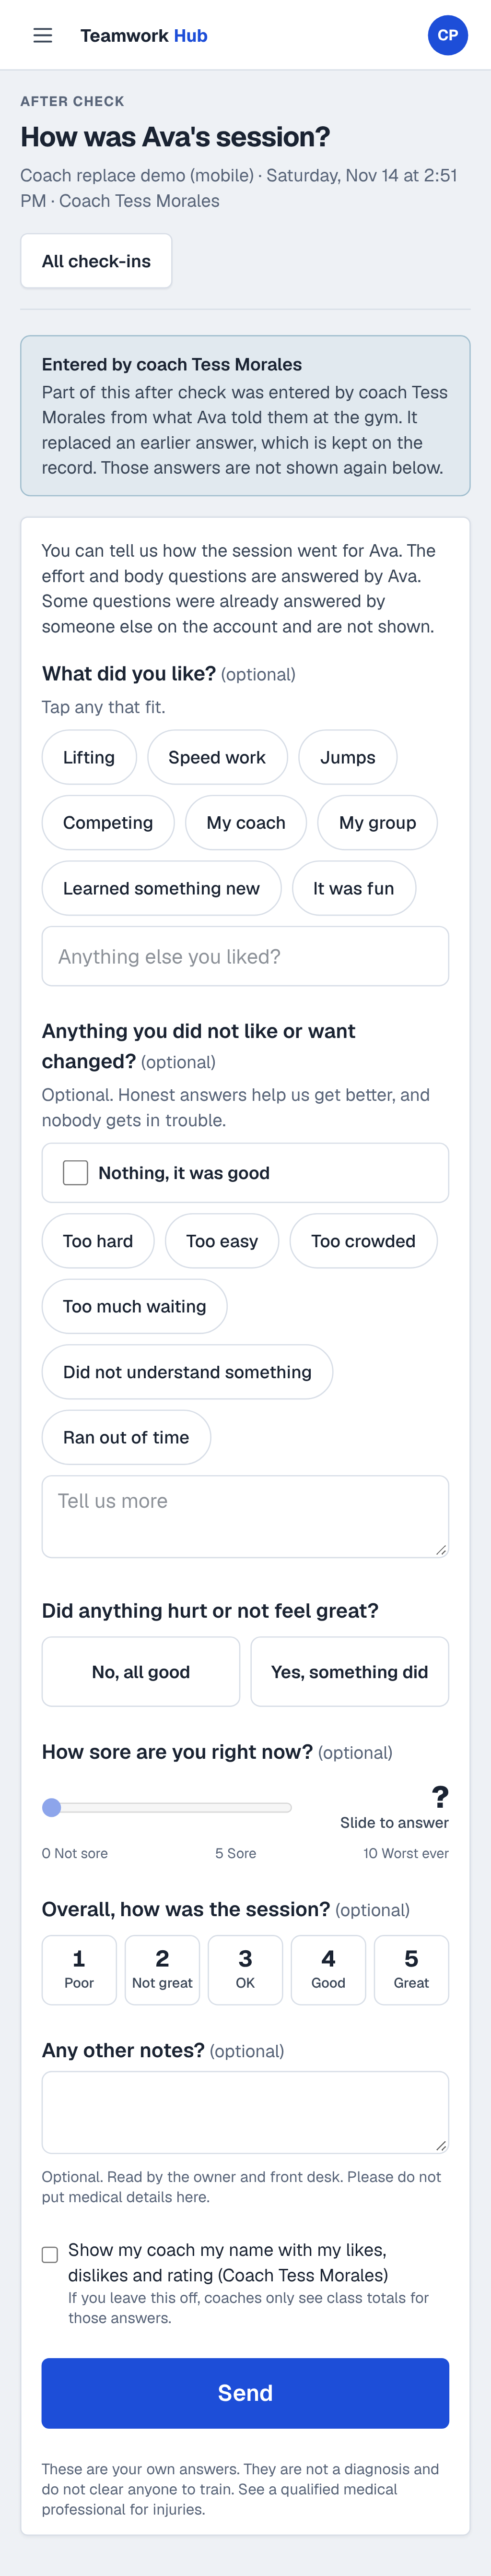 Teamwork Hub
CP
AFTER CHECK
How was Ava's session?
Coach replace demo (mobile) · Saturday, Nov 14 at 2:51
PM · Coach Tess Morales
All check-ins
Entered by coach Tess Morales
Part of this after check was entered by coach Tess
Morales from what Ava told them at the gym. It
replaced an earlier answer, which is kept on the
record. Those answers are not shown again below.
You can tell us how the session went for Ava. The
effort and body questions are answered by Ava.
Some questions were already answered by
someone else on the account and are not shown.
What did you like? (optional)
Tap any that fit.
Lifting
Speed work
Jumps
Competing
My coach
My group
Learned something new
It was fun
Anything else you liked?
Anything you did not like or want
changed? (optional)
Optional. Honest answers help us get better, and
nobody gets in trouble.
Nothing, it was good
Too hard
Too easy
Too crowded
Too much waiting
Did not understand something
Ran out of time
Tell us more
Did anything hurt or not feel great?
No, all good
Yes, something did
How sore are you right now? (optional)
?
Slide to answer
0 Not sore
5 Sore
10 Worst ever
Overall, how was the session? (optional)
1
Poor
2
Not great
3
OK
4
Good
5
Great
Any other notes? (optional)
Optional. Read by the owner and front desk. Please do not
put medical details here.
Show my coach my name with my likes,
dislikes and rating (Coach Tess Morales)
If you leave this off, coaches only see class totals for
those answers.
Send
These are your own answers. They are not a diagnosis and
do not clear anyone to train. See a qualified medical
professional for injuries.